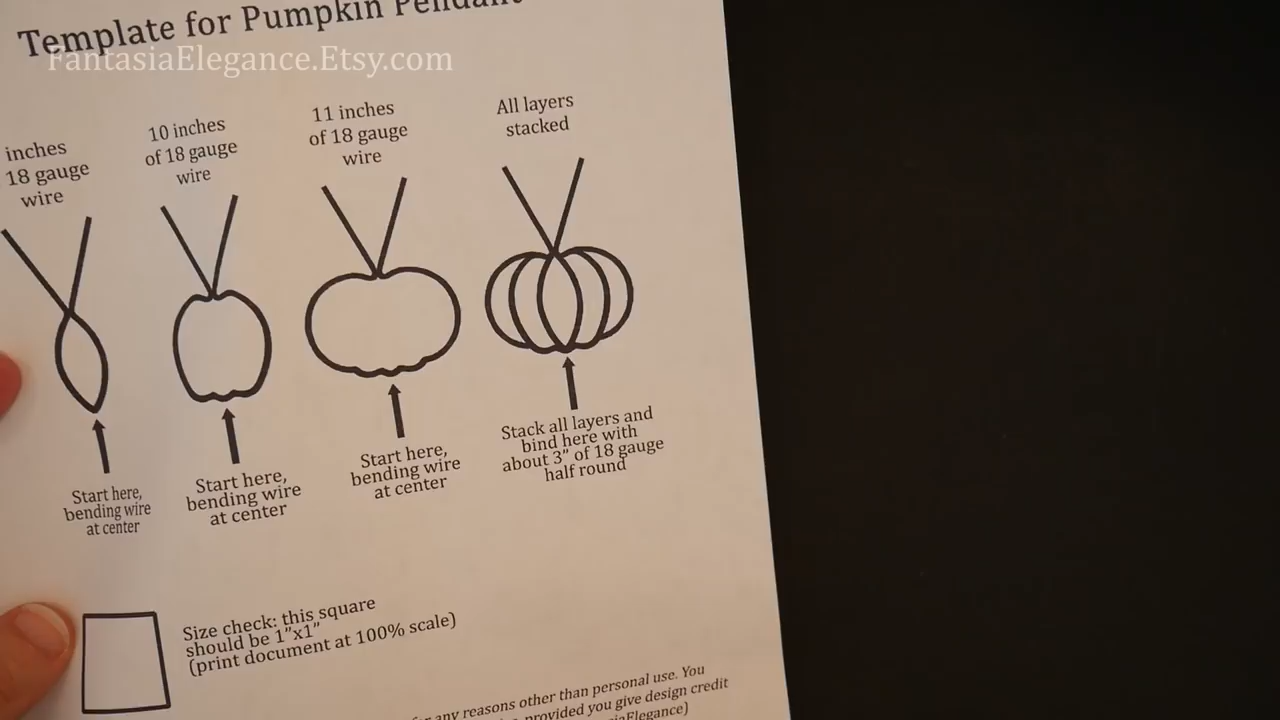 Template for Pumpkin Pendant
FantasiaElegance.Etsy.com
inches
18 gauge
wire
10 inches
of 18 gauge
wire
11 inches
of 18 gauge
wire
All layers
stacked
Start here,
bending wire
at center
Start here,
bending wire
at center
Start here,
bending wire
at center
Stack all layers and
bind here with
about 3" of 18 gauge
half round
Size check: this square
should be 1"x1"
(print document at 100% scale)
any reasons other than personal use. You
provided you give design credit